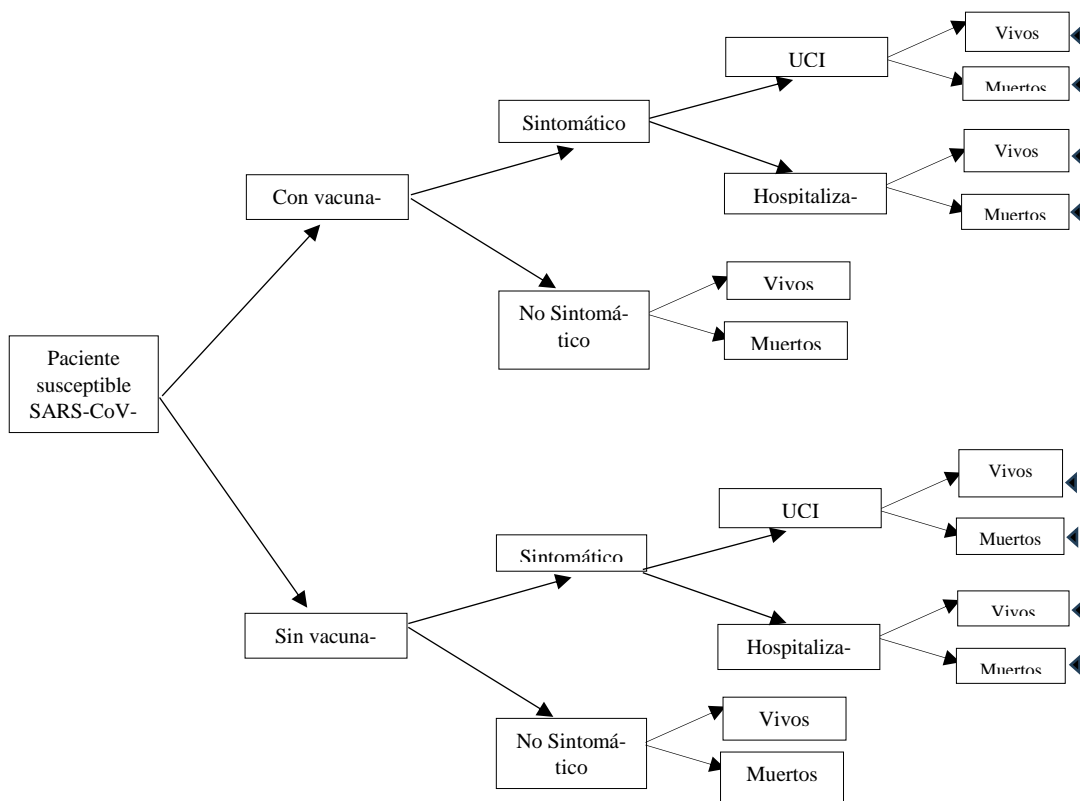 Vivos
UCI
Muertos
Sintomático
Vivos
Con vacuna-
Hospitaliza-
Muertos
Vivos
No Sintomá-
tico
Muertos
Paciente
susceptible
SARS-CoV-
Vivos
UCI
Muertos
Sintomático
Vivos
Sin vacuna-
Hospitaliza-
Muertos
Vivos
No Sintomá-
tico
Muertos